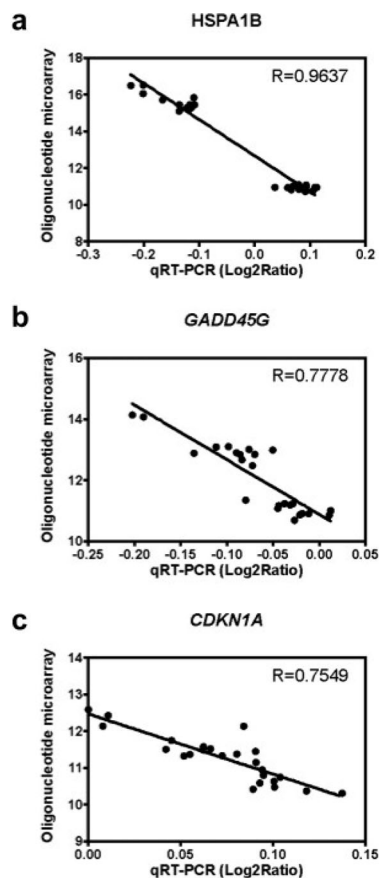 a
HSPA1B
R=0.9637
Oligonucleotide microarray
18
16
14
12
10
8
-0.3 -0.2 -0.1 0.0 0.1
qRT-PCR (Log2Ratio)
b
GADD45G
R=0.7778
Oligonucleotide microarray
16
14
12
10
-0.25 -0.20 -0.15 -0.10 -0.05 0.00 0.05
qRT-PCR (Log2Ratio)
c
CDKN1A
R=0.7549
Oligonucleotide microarray
14
13
12
11
10
9
0.00 0.05 0.10 0.15
qRT-PCR (Log2Ratio)